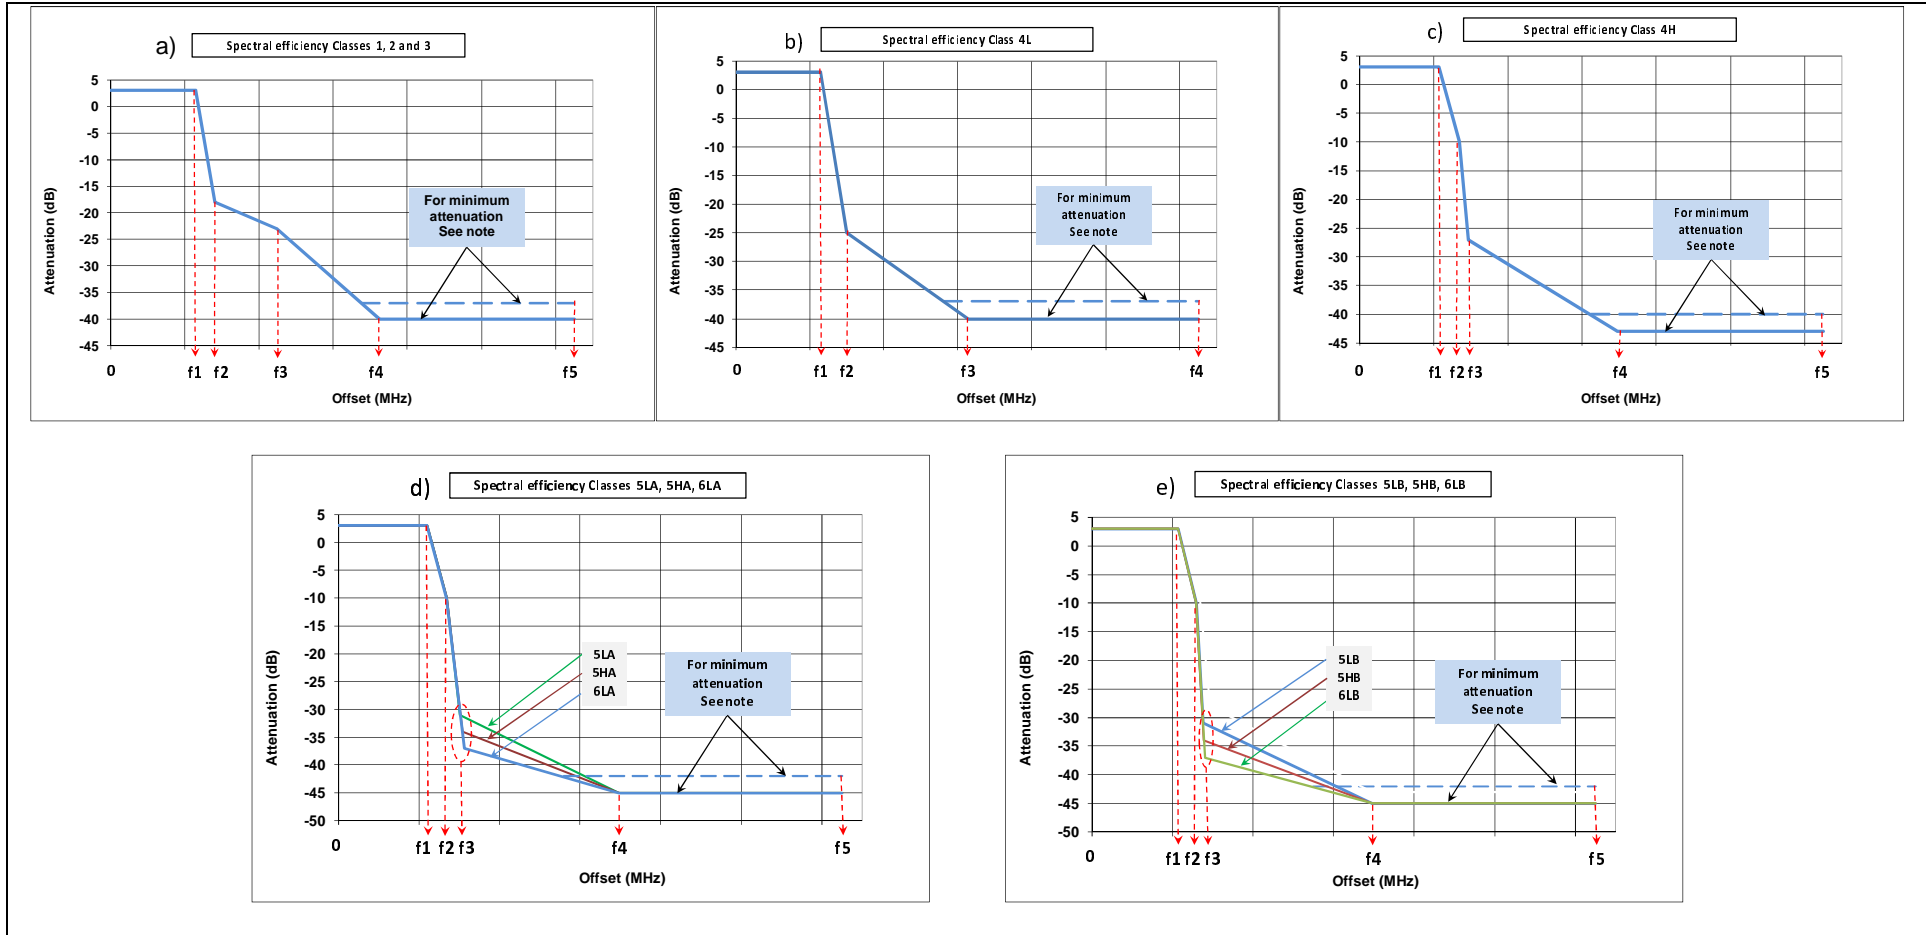 a)
Spectral efficiency Classes 1, 2 and 3
5
0
-5
-10
-15
-20
-25
-30
-35
-40
-45
Attenuation (dB)
For minimum
attenuation
See note
0 f1 f2 f3 f4 f5
Offset (MHz)
b)
Spectral efficiency Class 4L
5
0
-5
-10
-15
-20
-25
-30
-35
-40
-45
Attenuation (dB)
For minimum
attenuation
See note
0 f1 f2 f3 f4
Offset (MHz)
c)
Spectral efficiency Class 4H
5
0
-5
-10
-15
-20
-25
-30
-35
-40
-45
Attenuation (dB)
For minimum
attenuation
See note
0 f1 f2 f3 f4 f5
Offset (MHz)
d)
Spectral efficiency Classes 5LA, 5HA, 6LA
5
0
-5
-10
-15
-20
-25
-30
-35
-40
-45
-50
Attenuation (dB)
5LA
5HA
6LA
For minimum
attenuation
See note
0 f1 f2 f3 f4 f5
Offset (MHz)
e)
Spectral efficiency Classes 5LB, 5HB, 6LB
5
0
-5
-10
-15
-20
-25
-30
-35
-40
-45
-50
Attenuation (dB)
5LB
5HB
6LB
For minimum
attenuation
See note
0 f1 f2 f3 f4 f5
Offset (MHz)